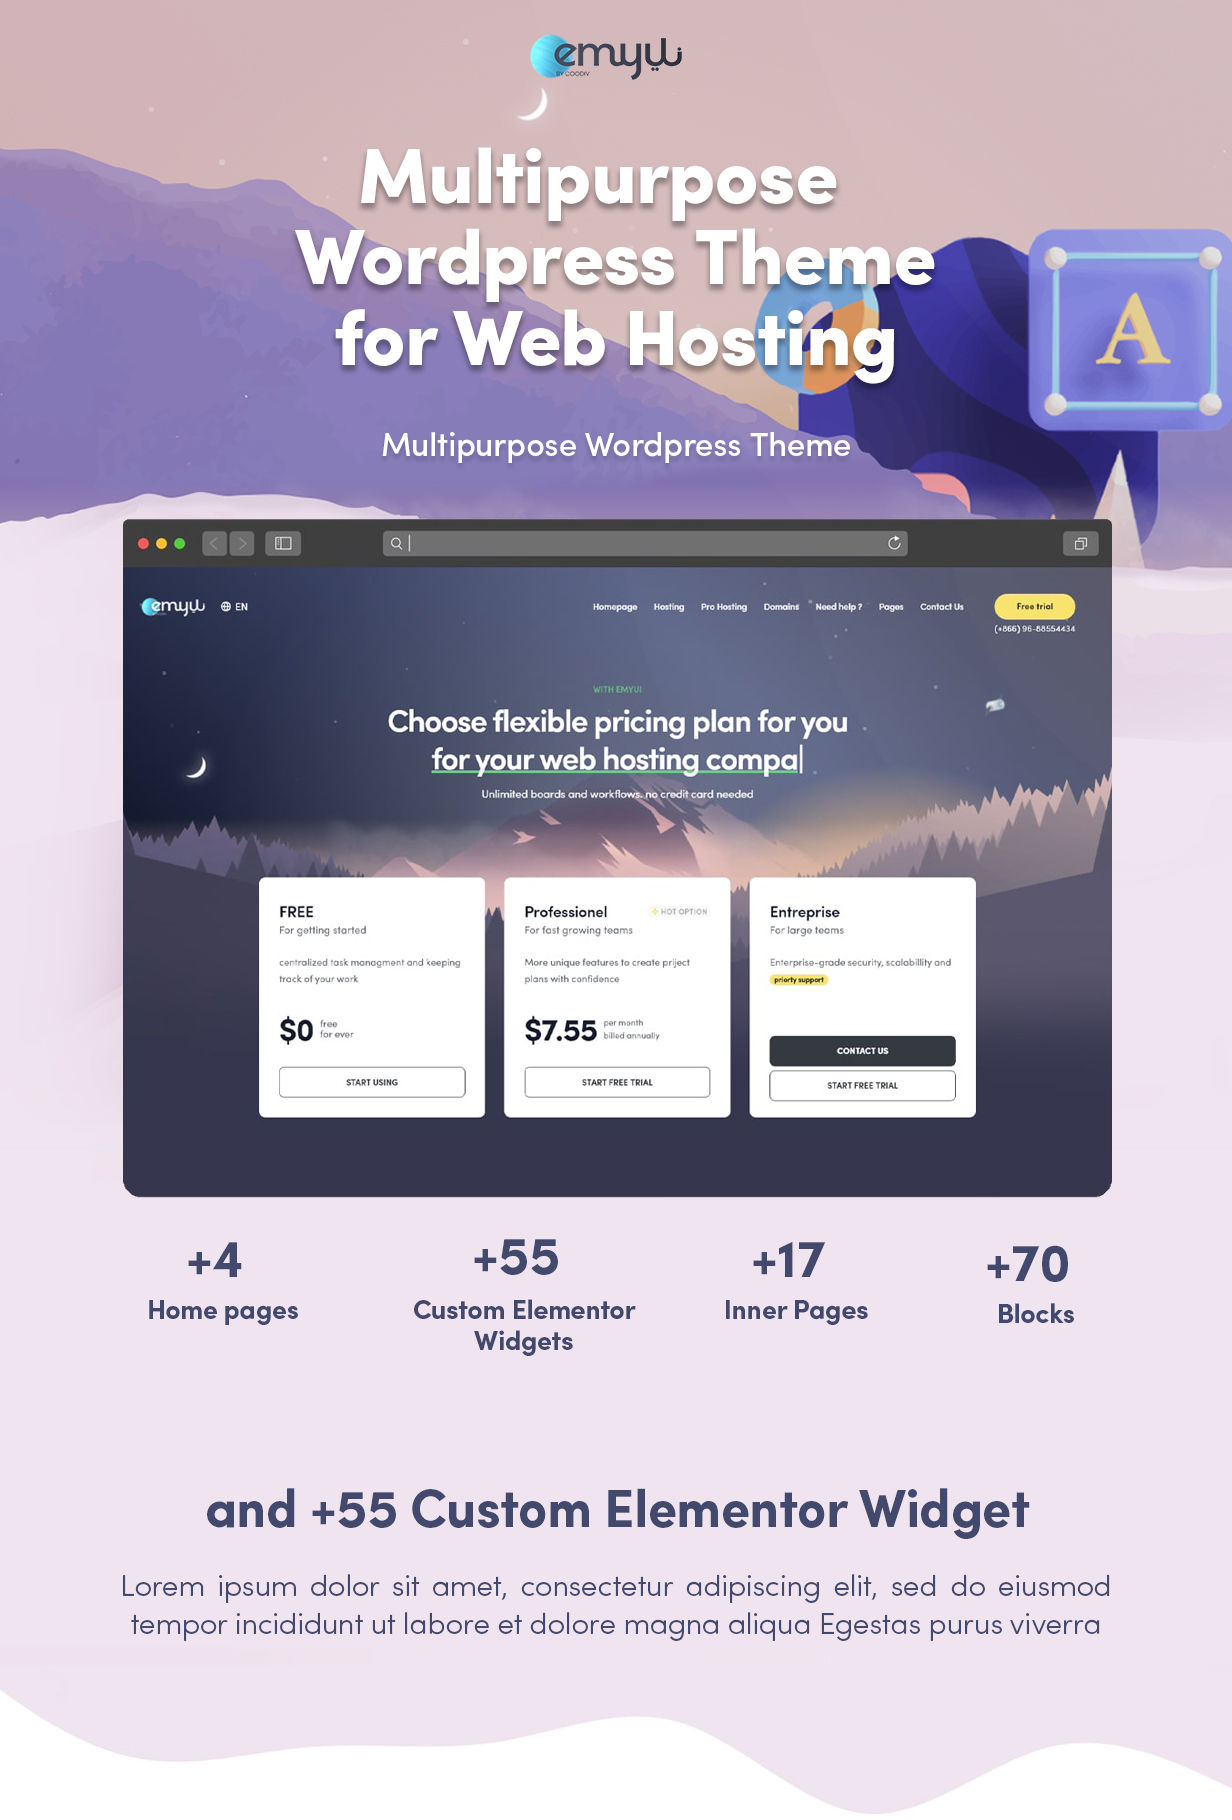 emyui
BY COODIV
Multipurpose
Wordpress Theme
for Web Hosting
Multipurpose Wordpress Theme
A
emyui EN Homepage Hosting Pro Hosting Domains Need help ? Pages Contact Us Free trial
(+866) 96-88554434
WITH EMYUI
Choose flexible pricing plan for you
for your web hosting compa
Unlimited boards and workflows. no credit card needed
FREE
For getting started
centralized task managment and keeping
track of your work
$0 free
for ever
START USING
Professionel HOT OPTION
For fast growing teams
More unique features to create priject
plans with confidence
$7.55 per month
billed annually
START FREE TRIAL
Entreprise
For large teams
Enterprise-grade security, scalabillity and
priorty support
CONTACT US
START FREE TRIAL
+4
Home pages
+55
Custom Elementor
Widgets
+17
Inner Pages
+70
Blocks
and +55 Custom Elementor Widget
Lorem ipsum dolor sit amet, consectetur adipiscing elit, sed do eiusmod
tempor incididunt ut labore et dolore magna aliqua Egestas purus viverra